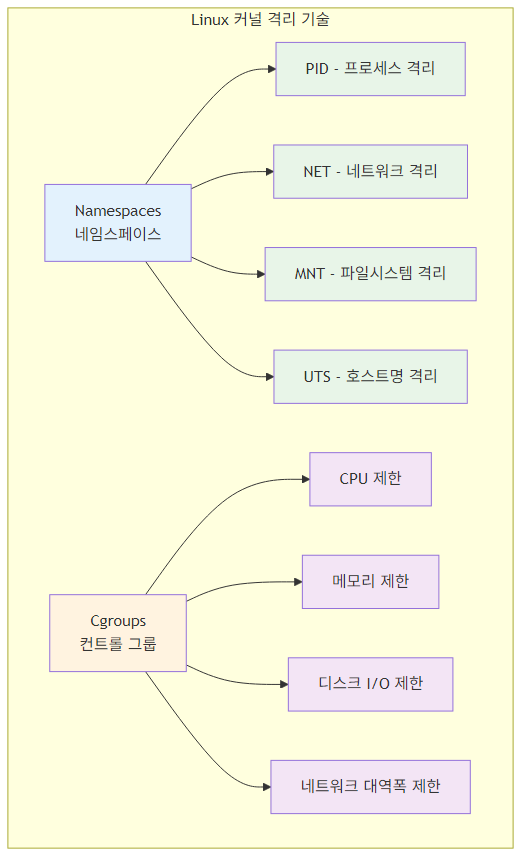 Linux 커널 격리 기술
Namespaces
네임스페이스
PID - 프로세스 격리
NET - 네트워크 격리
MNT - 파일시스템 격리
UTS - 호스트명 격리
Cgroups
컨트롤 그룹
CPU 제한
메모리 제한
디스크 I/O 제한
네트워크 대역폭 제한